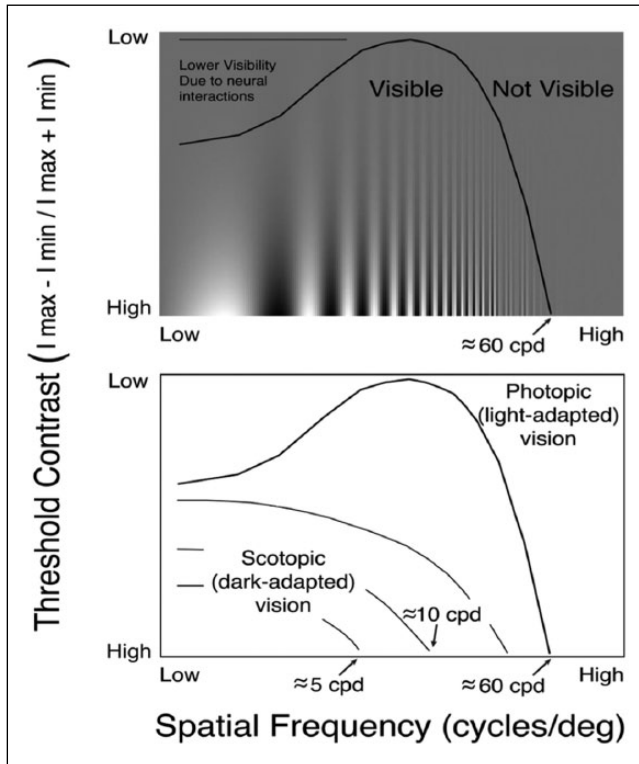 Threshold Contrast (I max - I min / I max + I min)
Low
Lower Visibility
Due to neural
interactions
Visible
Not Visible
High
Low
≈60 cpd
High
Low
Photopic
(light-adapted)
vision
Scotopic
(dark-adapted)
vision
≈10 cpd
High
Low
≈5 cpd
≈60 cpd
High
Spatial Frequency (cycles/deg)